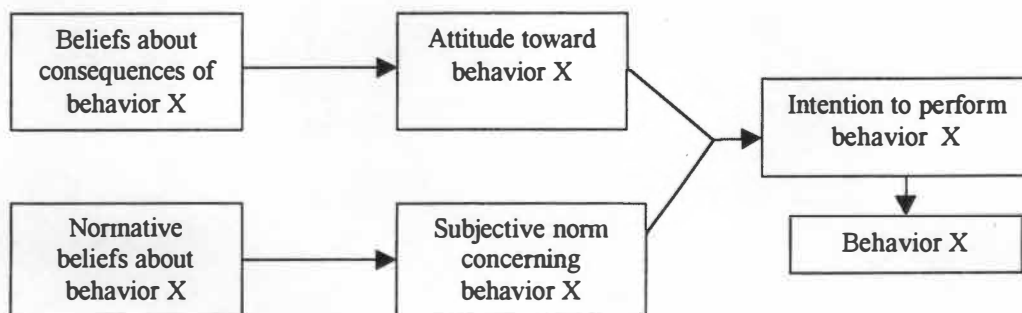 Beliefs about
consequences of
behavior X
Attitude toward
behavior X
Intention to perform
behavior X
Behavior X
Normative
beliefs about
behavior X
Subjective norm
concerning
behavior X